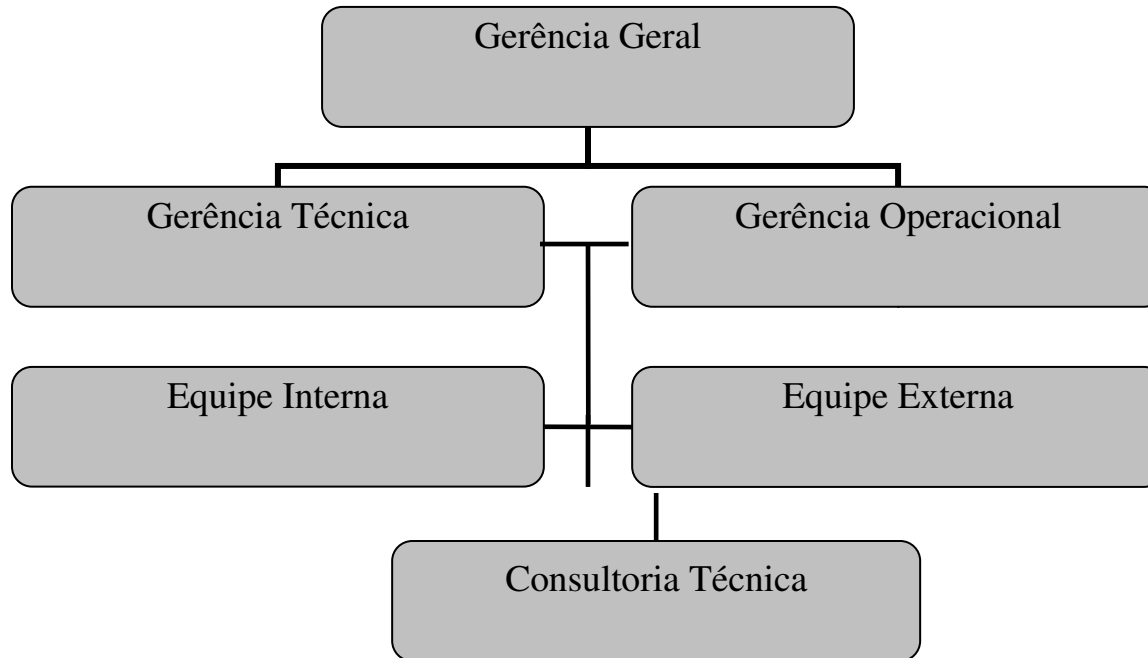 Gerência Geral
Gerência Técnica
Gerência Operacional
Equipe Interna
Equipe Externa
Consultoria Técnica